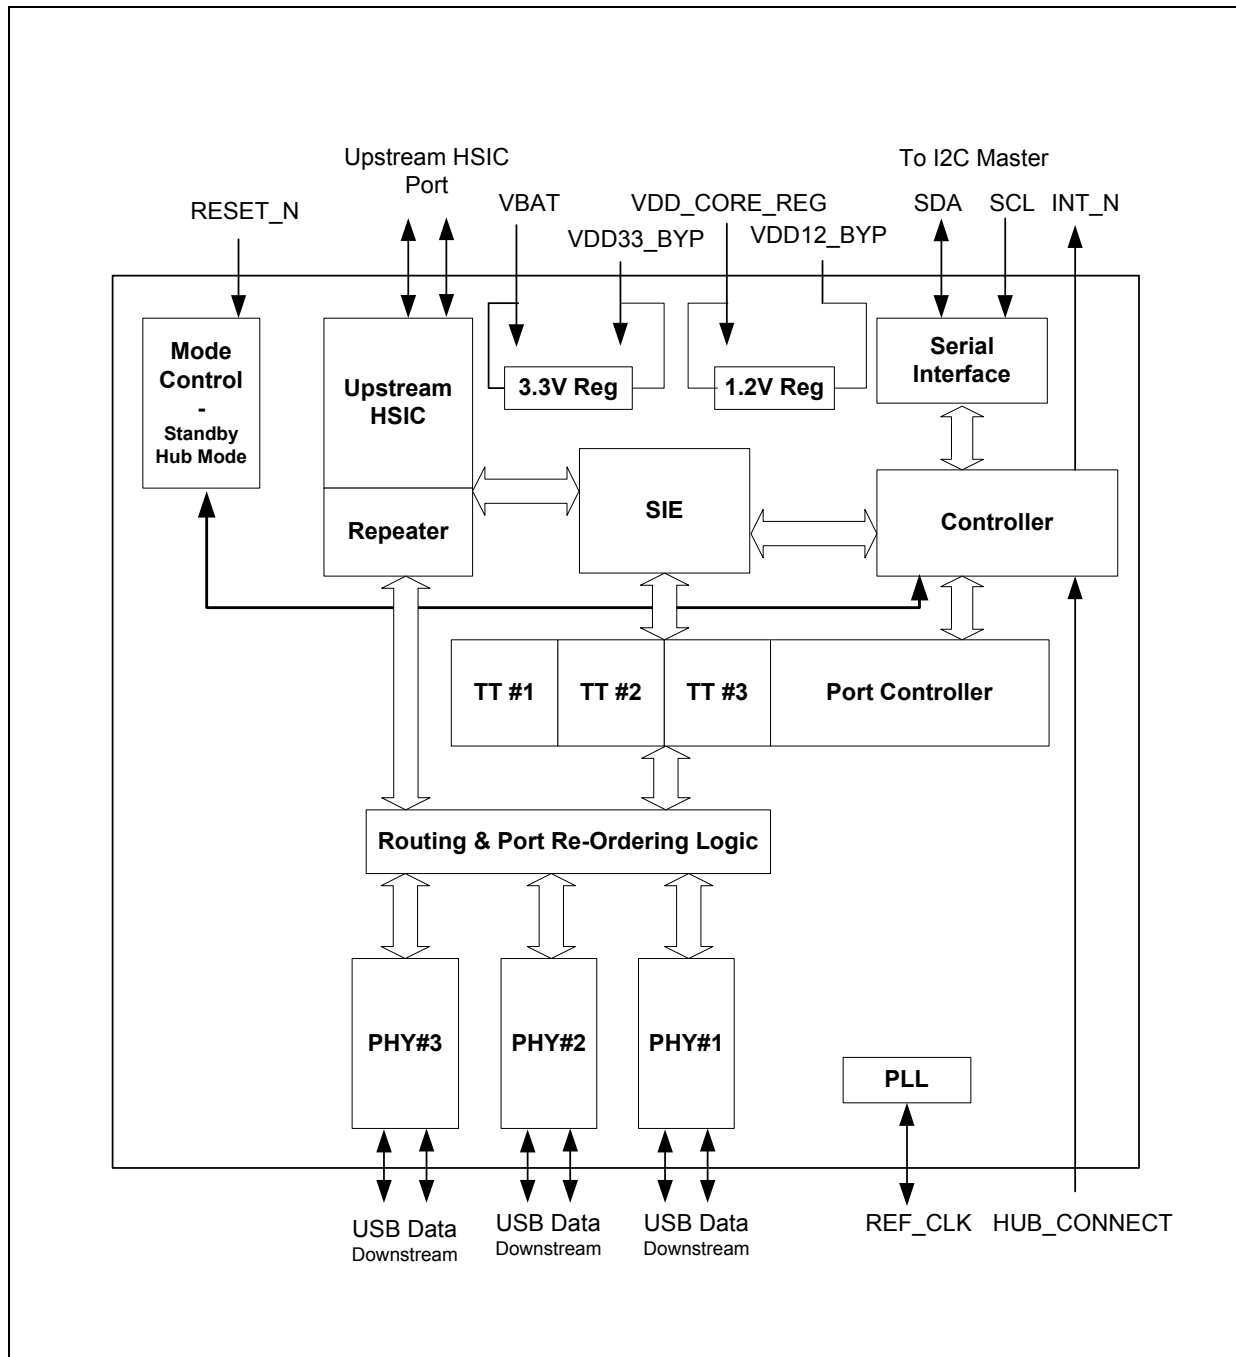 Upstream HSIC
Port
To I2C Master
RESET_N
VBAT
VDD_CORE_REG
SDA
SCL
INT_N
VDD33_BYP
VDD12_BYP
Mode
Control
-
Standby
Hub Mode
Upstream
HSIC
3.3V Reg
1.2V Reg
Serial
Interface
Repeater
SIE
Controller
TT #1
TT #2
TT #3
Port Controller
Routing & Port Re-Ordering Logic
PHY#3
PHY#2
PHY#1
PLL
USB Data
Downstream
USB Data
Downstream
USB Data
Downstream
REF_CLK
HUB_CONNECT